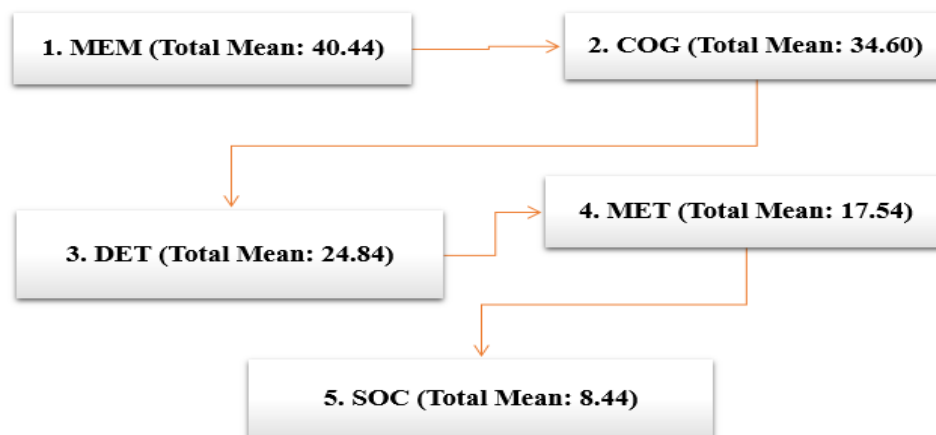 1. MEM (Total Mean: 40.44)
2. COG (Total Mean: 34.60)
3. DET (Total Mean: 24.84)
4. MET (Total Mean: 17.54)
5. SOC (Total Mean: 8.44)